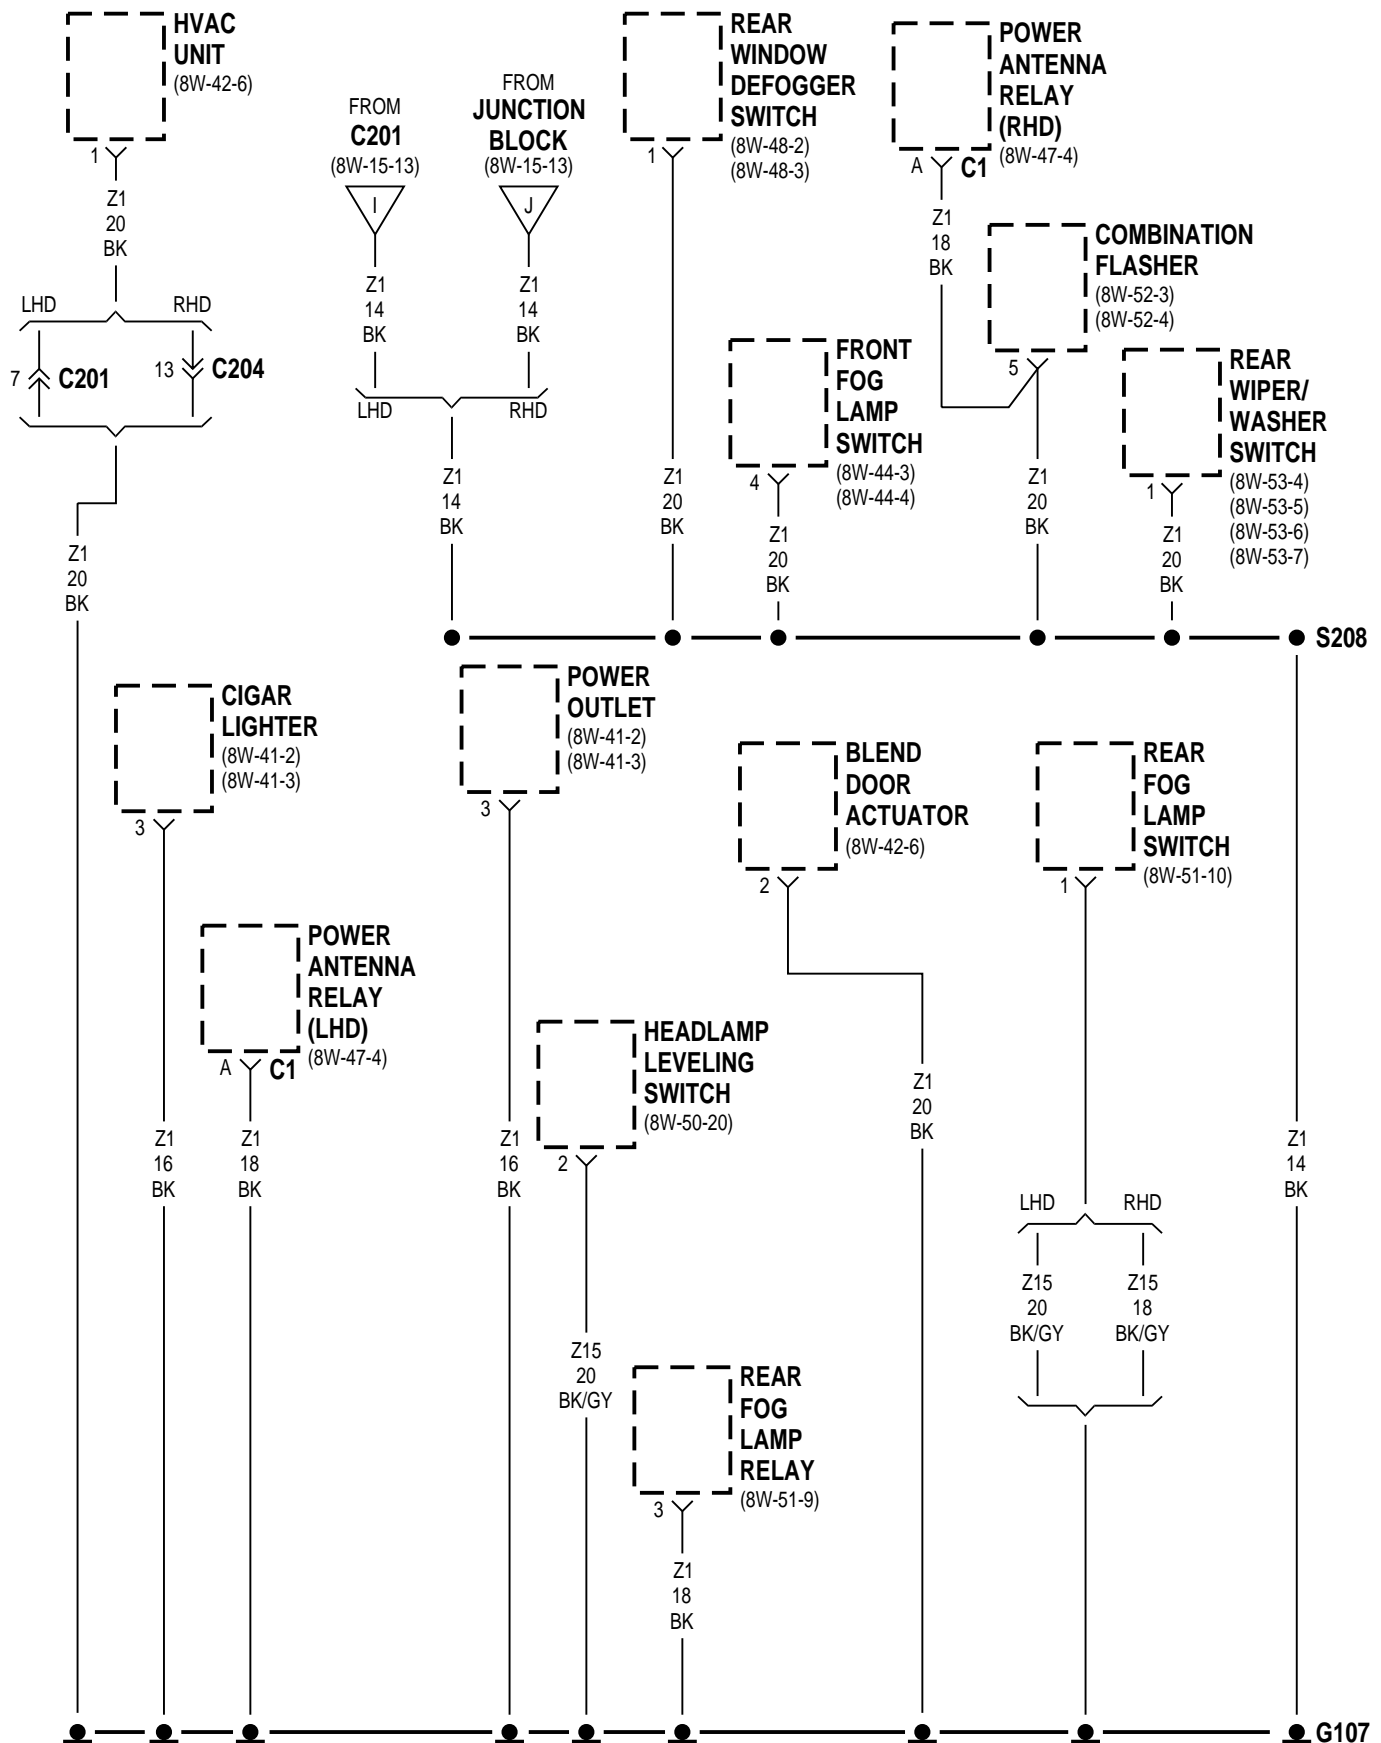 HVAC
UNIT
(8W-42-6)
1
Z1
20
BK
LHD
RHD
7
C201
13
C204
Z1
20
BK
FROM
C201
(8W-15-13)
I
Z1
14
BK
FROM
JUNCTION
BLOCK
(8W-15-13)
J
Z1
14
BK
LHD
RHD
Z1
14
BK
REAR
WINDOW
DEFOGGER
SWITCH
(8W-48-2)
(8W-48-3)
1
Z1
20
BK
POWER
ANTENNA
RELAY
(RHD)
(8W-47-4)
A
C1
Z1
18
BK
COMBINATION
FLASHER
(8W-52-3)
(8W-52-4)
5
Z1
20
BK
FRONT
FOG
LAMP
SWITCH
(8W-44-3)
(8W-44-4)
4
Z1
20
BK
REAR
WIPER/
WASHER
SWITCH
(8W-53-4)
(8W-53-5)
(8W-53-6)
(8W-53-7)
1
Z1
20
BK
S208
CIGAR
LIGHTER
(8W-41-2)
(8W-41-3)
3
Z1
16
BK
POWER
ANTENNA
RELAY
(LHD)
(8W-47-4)
A
C1
Z1
18
BK
POWER
OUTLET
(8W-41-2)
(8W-41-3)
3
Z1
16
BK
HEADLAMP
LEVELING
SWITCH
(8W-50-20)
2
Z15
20
BK/GY
BLEND
DOOR
ACTUATOR
(8W-42-6)
2
Z1
20
BK
REAR
FOG
LAMP
SWITCH
(8W-51-10)
1
LHD
RHD
Z15
20
BK/GY
Z15
18
BK/GY
Z1
14
BK
REAR
FOG
LAMP
RELAY
(8W-51-9)
3
Z1
18
BK
G107